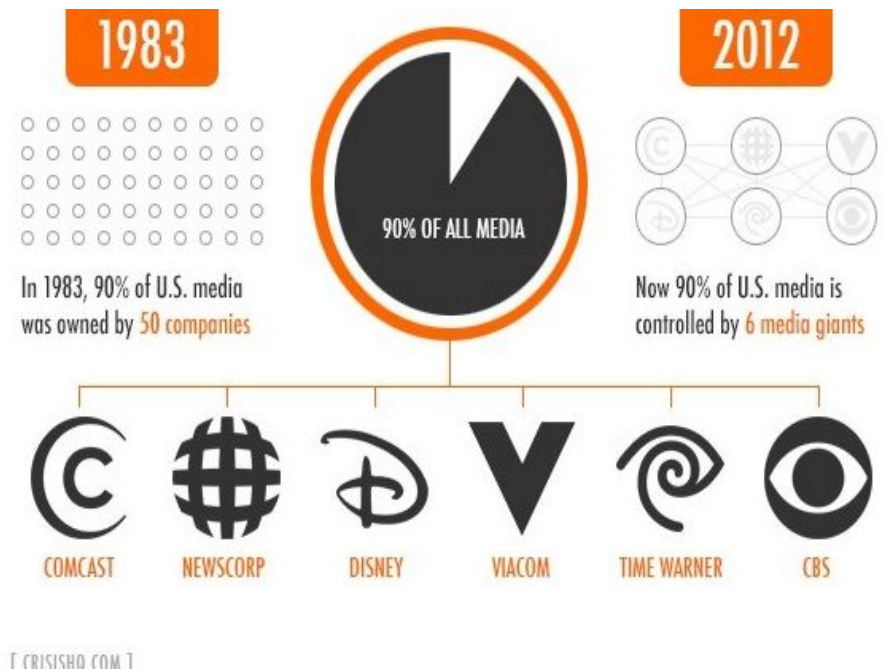 1983
2012
90% OF ALL MEDIA
In 1983, 90% of U.S. media
was owned by 50 companies
Now 90% of U.S. media is
controlled by 6 media giants
COMCAST
NEWSCORP
DISNEY
VIACOM
TIME WARNER
CBS
[ CRISISHQ.COM ]